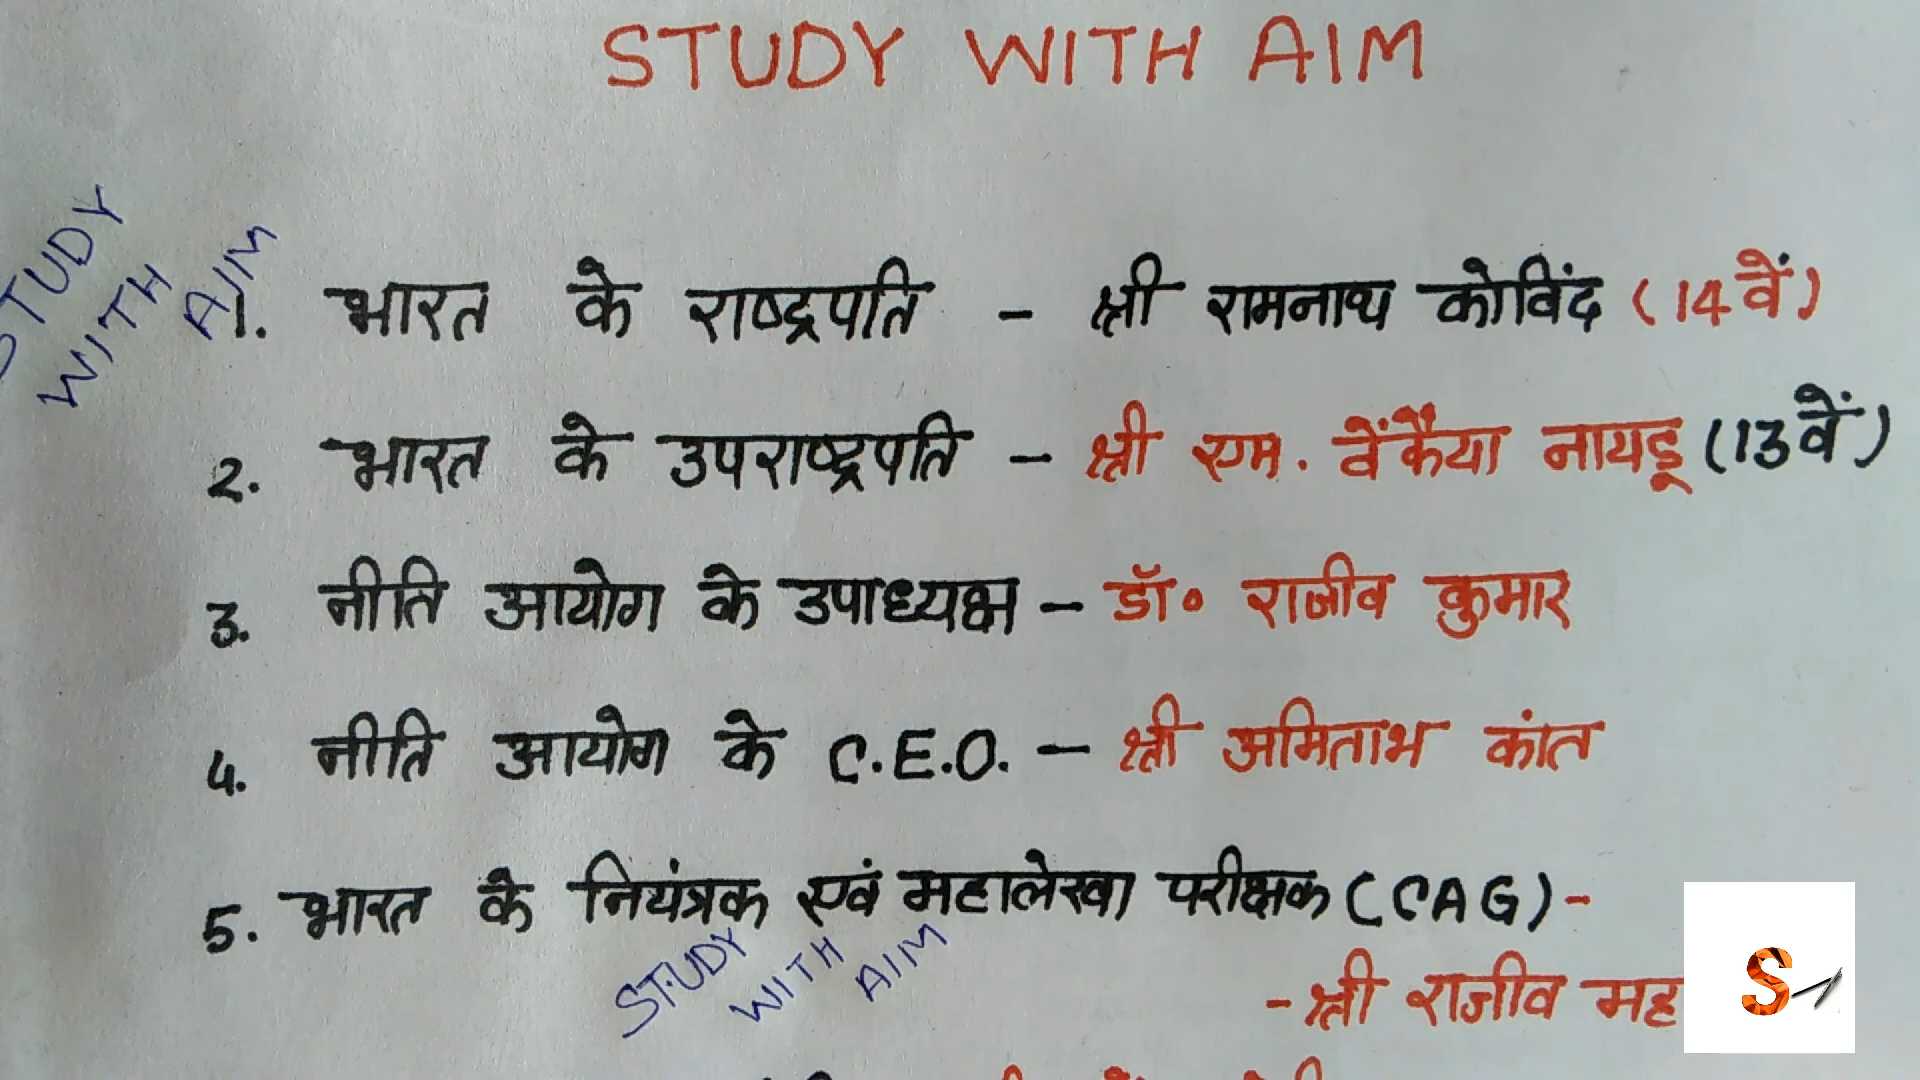 STUDY WITH AIM
STUDY
WITH
AIM
1. भारत के राष्ट्रपति - श्री रामनाथ कोविंद (14वें)
2. भारत के उपराष्ट्रपति - श्री एम. वेंकैया नायडू (13वें)
3. नीति आयोग के उपाध्यक्ष - डॉ॰ राजीव कुमार
4. नीति आयोग के C.E.O. - श्री अमिताभ कांत
5. भारत के नियंत्रक एवं महालेखा परीक्षक (CAG) -
STUDY WITH AIM
- श्री राजीव मह
S